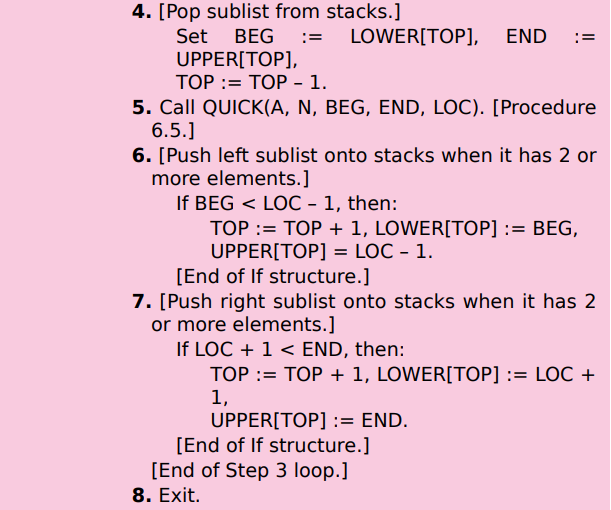 4. [Pop sublist from stacks.]
Set BEG := LOWER[TOP], END :=
UPPER[TOP],
TOP := TOP – 1.
5. Call QUICK(A, N, BEG, END, LOC). [Procedure
6.5.]
6. [Push left sublist onto stacks when it has 2 or
more elements.]
If BEG < LOC – 1, then:
TOP := TOP + 1, LOWER[TOP] := BEG,
UPPER[TOP] = LOC – 1.
[End of If structure.]
7. [Push right sublist onto stacks when it has 2
or more elements.]
If LOC + 1 < END, then:
TOP := TOP + 1, LOWER[TOP] := LOC +
1,
UPPER[TOP] := END.
[End of If structure.]
[End of Step 3 loop.]
8. Exit.